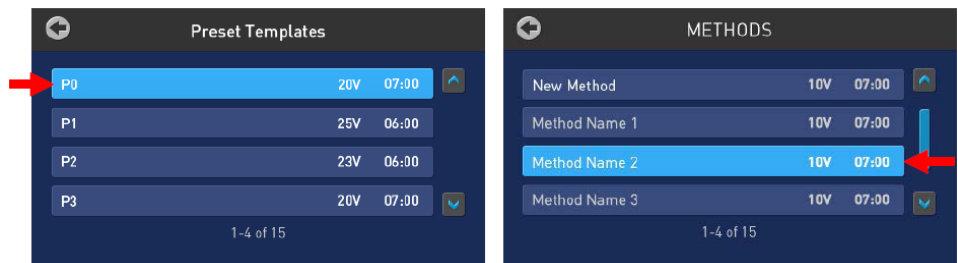 Preset Templates
P0 20V 07:00
P1 25V 06:00
P2 23V 06:00
P3 20V 07:00
1-4 of 15
METHODS
New Method 10V 07:00
Method Name 1 10V 07:00
Method Name 2 10V 07:00
Method Name 3 10V 07:00
1-4 of 15